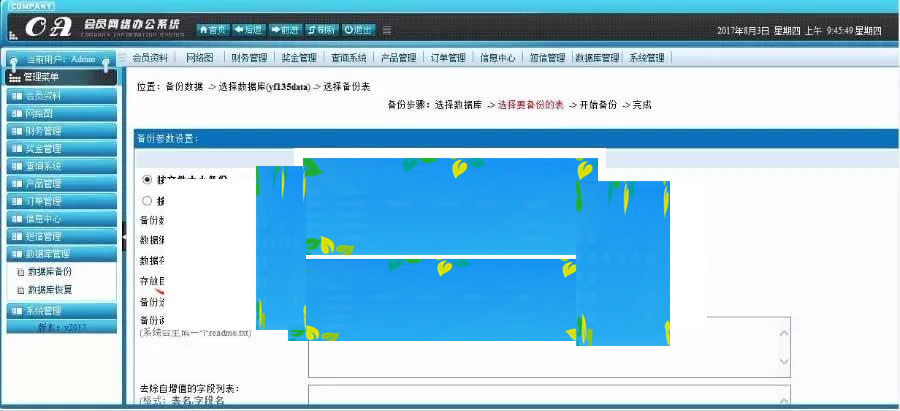 COMPANY
OA 会员网络办公系统
COMPANY INFORMATION SYSTEM
首页 后退 前进 刷新 退出
2017年8月3日 星期四 上午 9:45:49 星期四
当前用户: Admin
会员资料 网络图 财务管理 奖金管理 查询系统 产品管理 订单管理 信息中心 短信管理 数据库管理 系统管理
管理菜单
会员资料
网络图
财务管理
奖金管理
查询系统
产品管理
订单管理
信息中心
短信管理
数据库管理
数据库备份
数据库恢复
系统管理
版本: v2017
位置: 备份数据 -> 选择数据库(yf135data) -> 选择备份表
备份步骤: 选择数据库 -> 选择要备份的表 -> 开始备份 -> 完成
备份参数设置:
按文件大小备份
按
备份数
数据
数据
存放目
备份
备份
(系统会生成一个readme.txt)
去除自增值的字段列表:
(格式: 表名.字段名